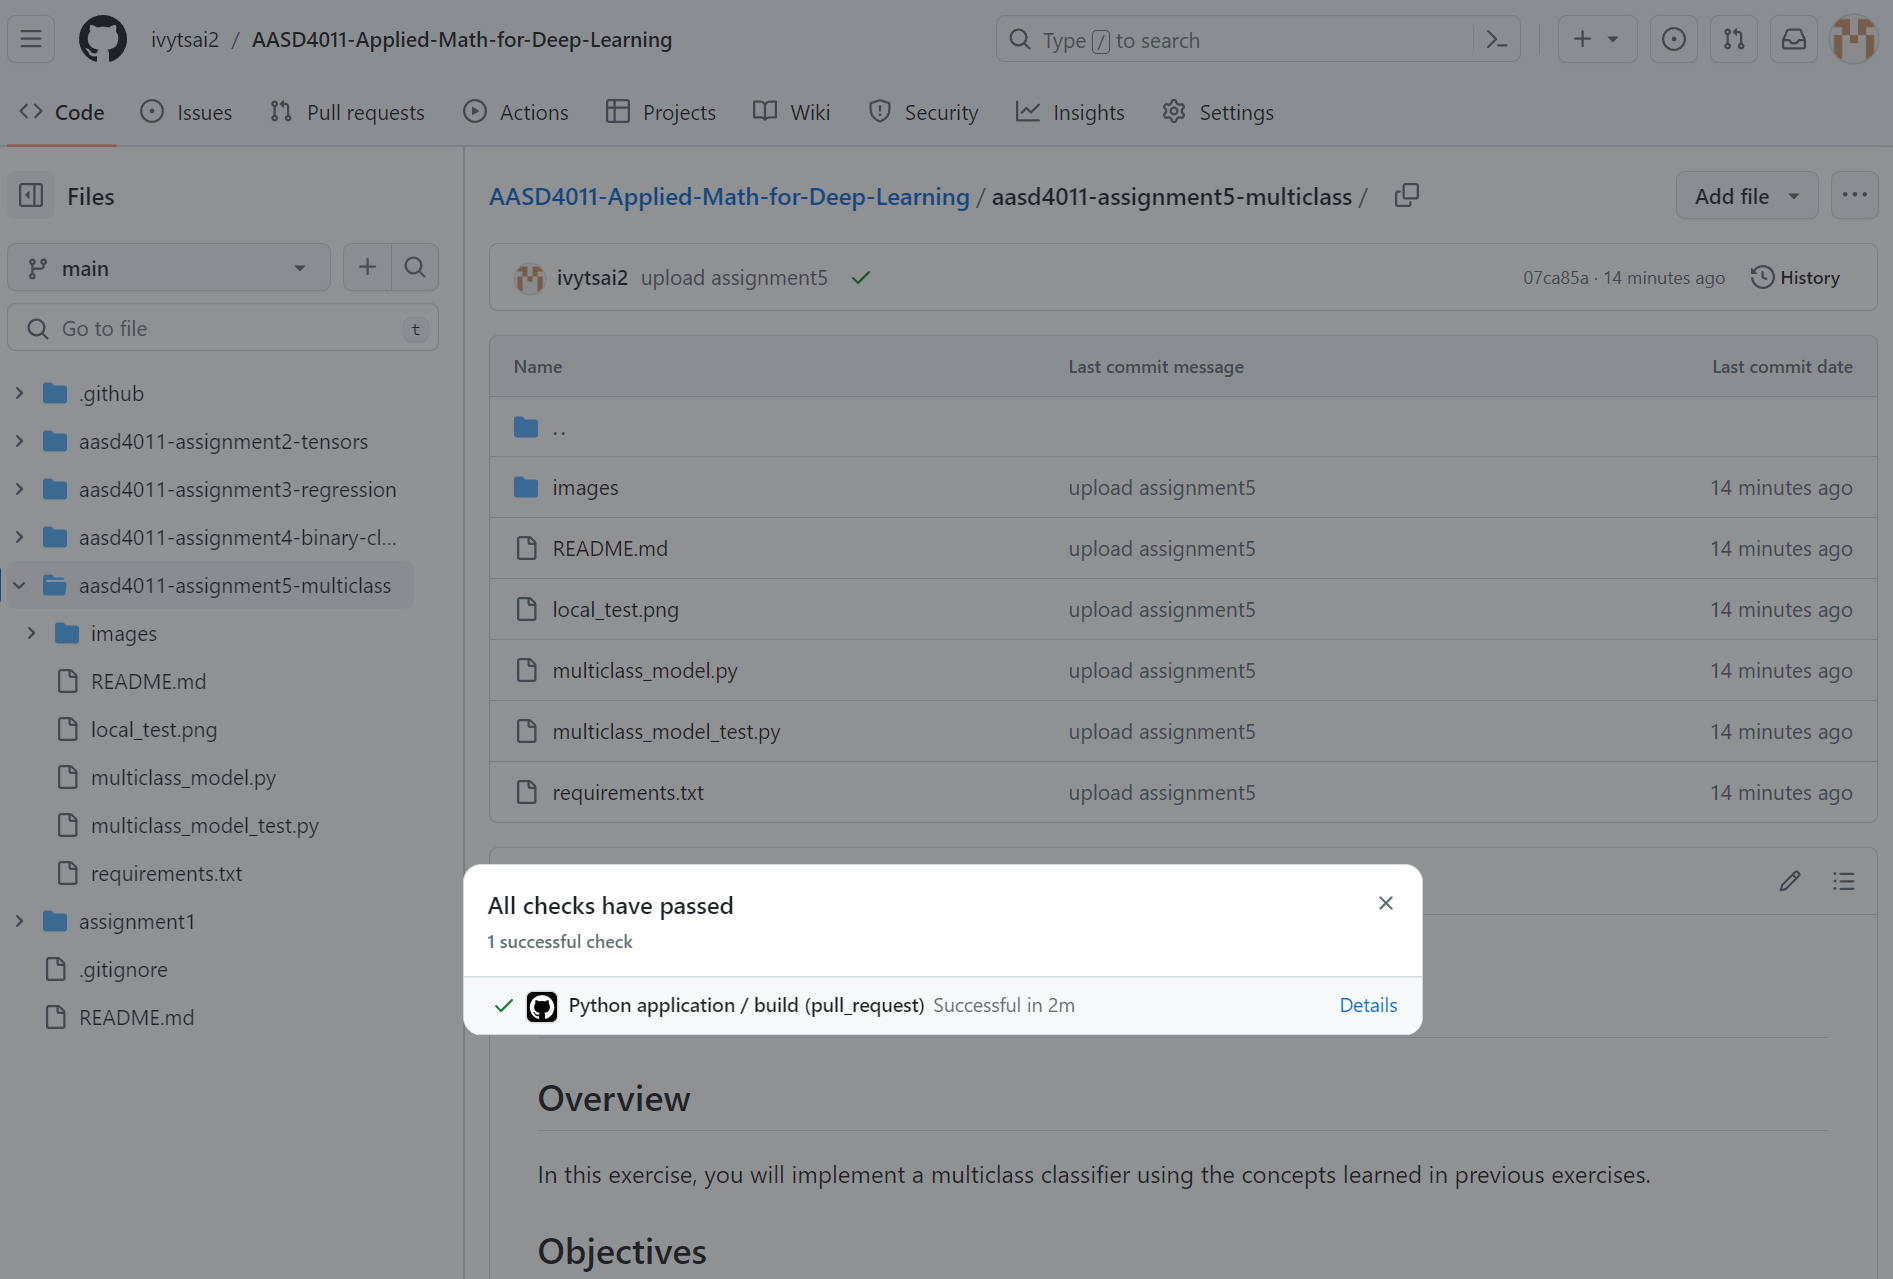 ivytsai2 / AASD4011-Applied-Math-for-Deep-Learning
Type / to search
Code Issues Pull requests Actions Projects Wiki Security Insights Settings
Files
main
Go to file t
.github
aasd4011-assignment2-tensors
aasd4011-assignment3-regression
aasd4011-assignment4-binary-cl...
aasd4011-assignment5-multiclass
images
README.md
local_test.png
multiclass_model.py
multiclass_model_test.py
requirements.txt
assignment1
.gitignore
README.md
AASD4011-Applied-Math-for-Deep-Learning / aasd4011-assignment5-multiclass /
Add file
ivytsai2 upload assignment5
07ca85a · 14 minutes ago History
Name Last commit message Last commit date
..
images upload assignment5 14 minutes ago
README.md upload assignment5 14 minutes ago
local_test.png upload assignment5 14 minutes ago
multiclass_model.py upload assignment5 14 minutes ago
multiclass_model_test.py upload assignment5 14 minutes ago
requirements.txt upload assignment5 14 minutes ago
All checks have passed
1 successful check
Python application / build (pull_request) Successful in 2m Details
Overview
In this exercise, you will implement a multiclass classifier using the concepts learned in previous exercises.
Objectives